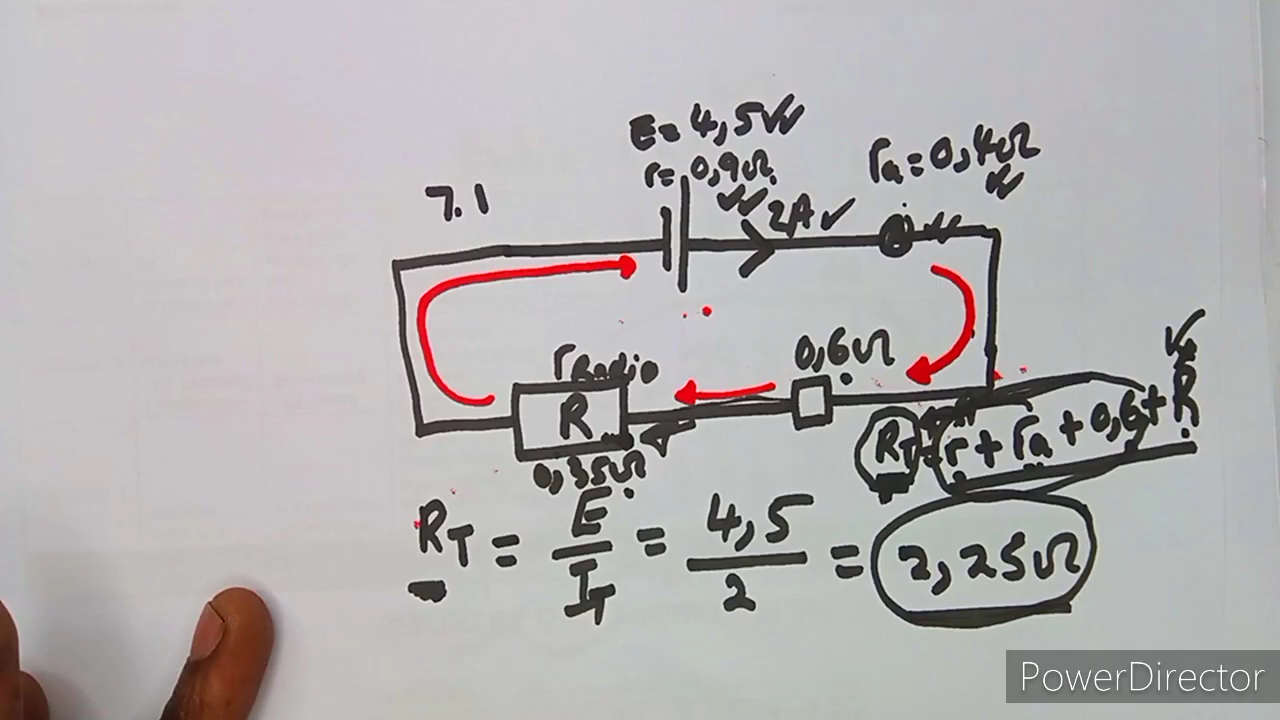 E= 4,5V
r= 0,9Ω
ra=0,4Ω
7.1
2A
0,6Ω
rradio
R
0,35Ω
RT=r+ra+0,6+R
RT = E/IT = 4,5/2 = 2,25Ω
PowerDirector